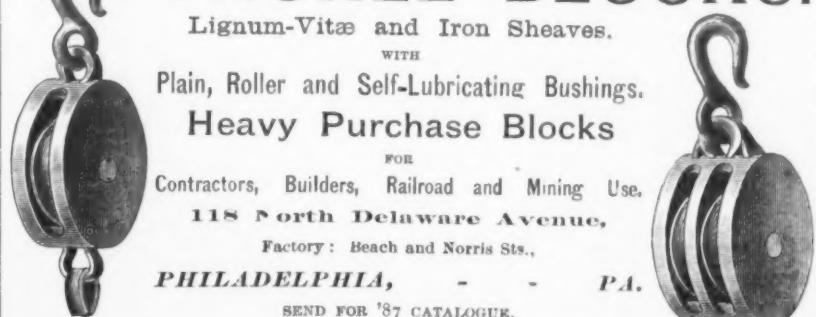 BLOCKS.
Lignum-Vitæ and Iron Sheaves.
WITH
Plain, Roller and Self-Lubricating Bushings.
Heavy Purchase Blocks
FOR
Contractors, Builders, Railroad and Mining Use.
118 North Delaware Avenue,
Factory: Beach and Norris Sts.,
PHILADELPHIA, - - PA.
SEND FOR '87 CATALOGUE.